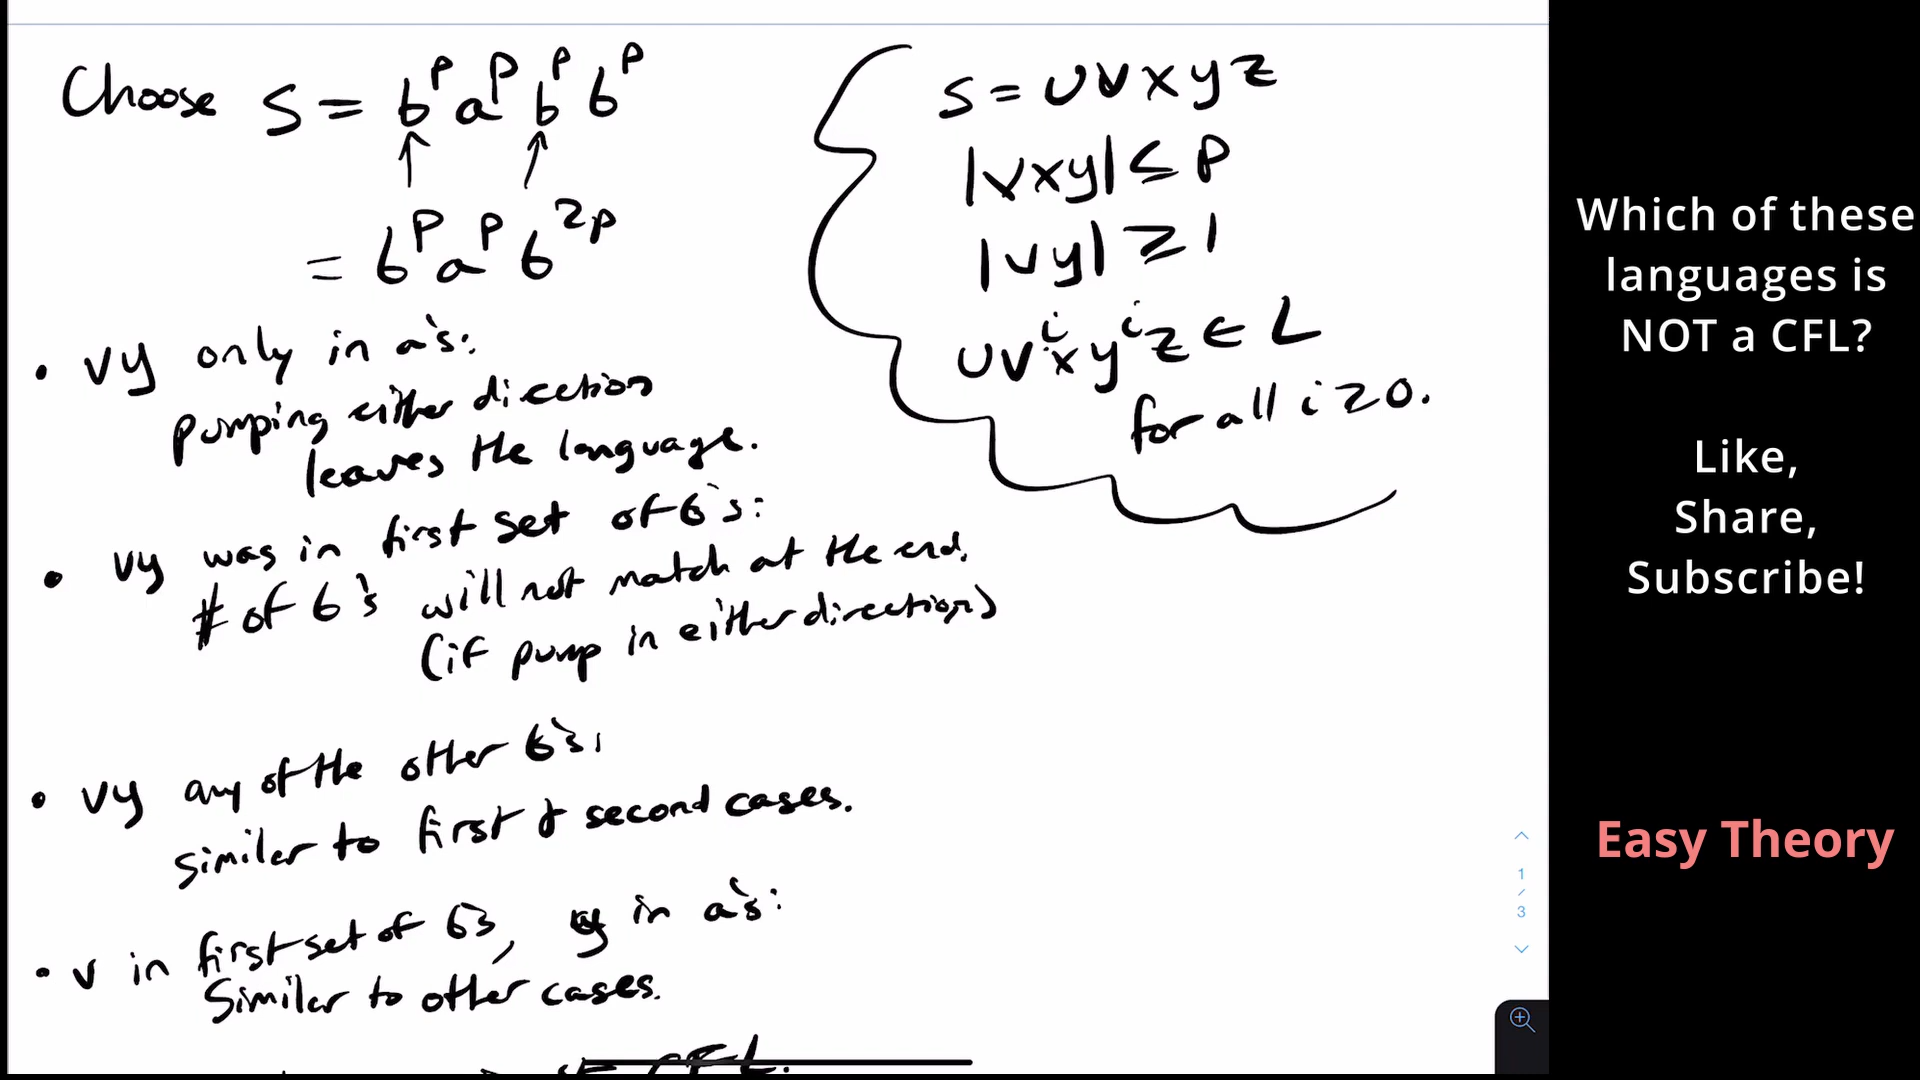 Choose S = b^p a^p b^p b^p
= b^p a^p b^2p
• vy only in a's:
pumping either direction
leaves the language.
• vy was in first set of b's:
# of b's will not match at the end.
(if pump in either direction)
• vy any of the other b's:
similar to first & second cases.
• v in first set of b's, y in a's:
Similar to other cases.
CFL.
S = uvxyz
|vxy| ≤ p
|vy| ≥ 1
uv^i xy^i z ∈ L
for all i ≥ 0.
1
/
3
Which of these
languages is
NOT a CFL?
Like,
Share,
Subscribe!
Easy Theory